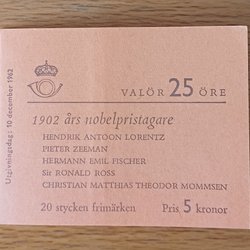 Utgivningsdag: 10 december 1962
VALÖR 25 ÖRE
1902 års nobelpristagare
HENDRIK ANTOON LORENTZ
PIETER ZEEMAN
HERMANN EMIL FISCHER
Sir RONALD ROSS
CHRISTIAN MATTHIAS THEODOR MOMMSEN
20 stycken frimärken Pris 5 kronor